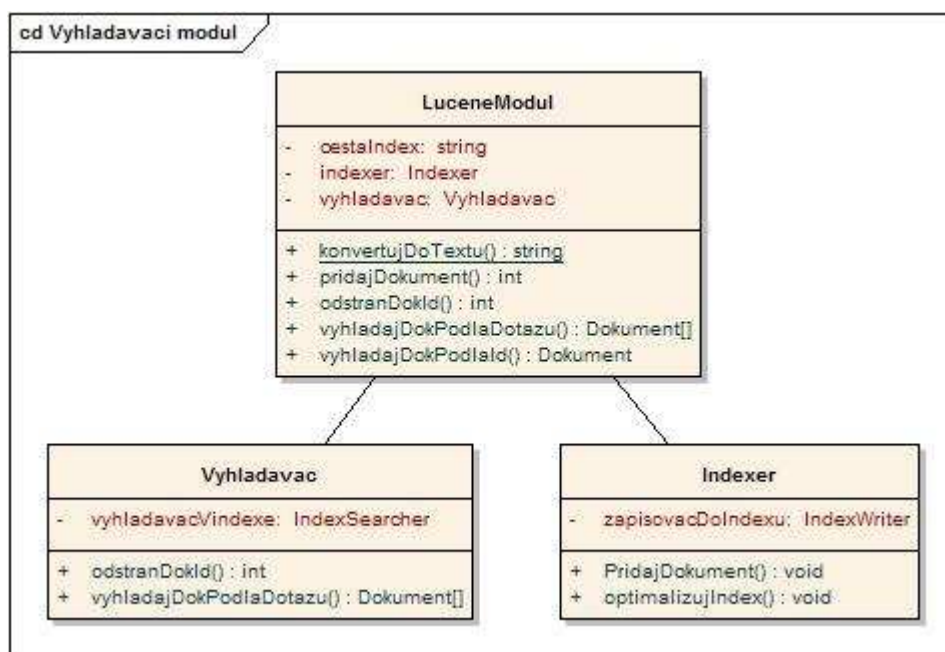 cd Vyhladavaci modul
LuceneModul
- cestaIndex: string
- indexer: Indexer
- vyhladavac: Vyhladavac
+ konvertujDoTextu() : string
+ pridajDokument() : int
+ odstranDokId() : int
+ vyhladajDokPodlaDotazu() : Dokument[]
+ vyhladajDokPodlaId() : Dokument
Vyhladavac
- vyhladavacVindexe: IndexSearcher
+ odstranDokId() : int
+ vyhladajDokPodlaDotazu() : Dokument[]
Indexer
- zapisovacDoIndexu: IndexWriter
+ PridajDokument() : void
+ optimalizujIndex() : void